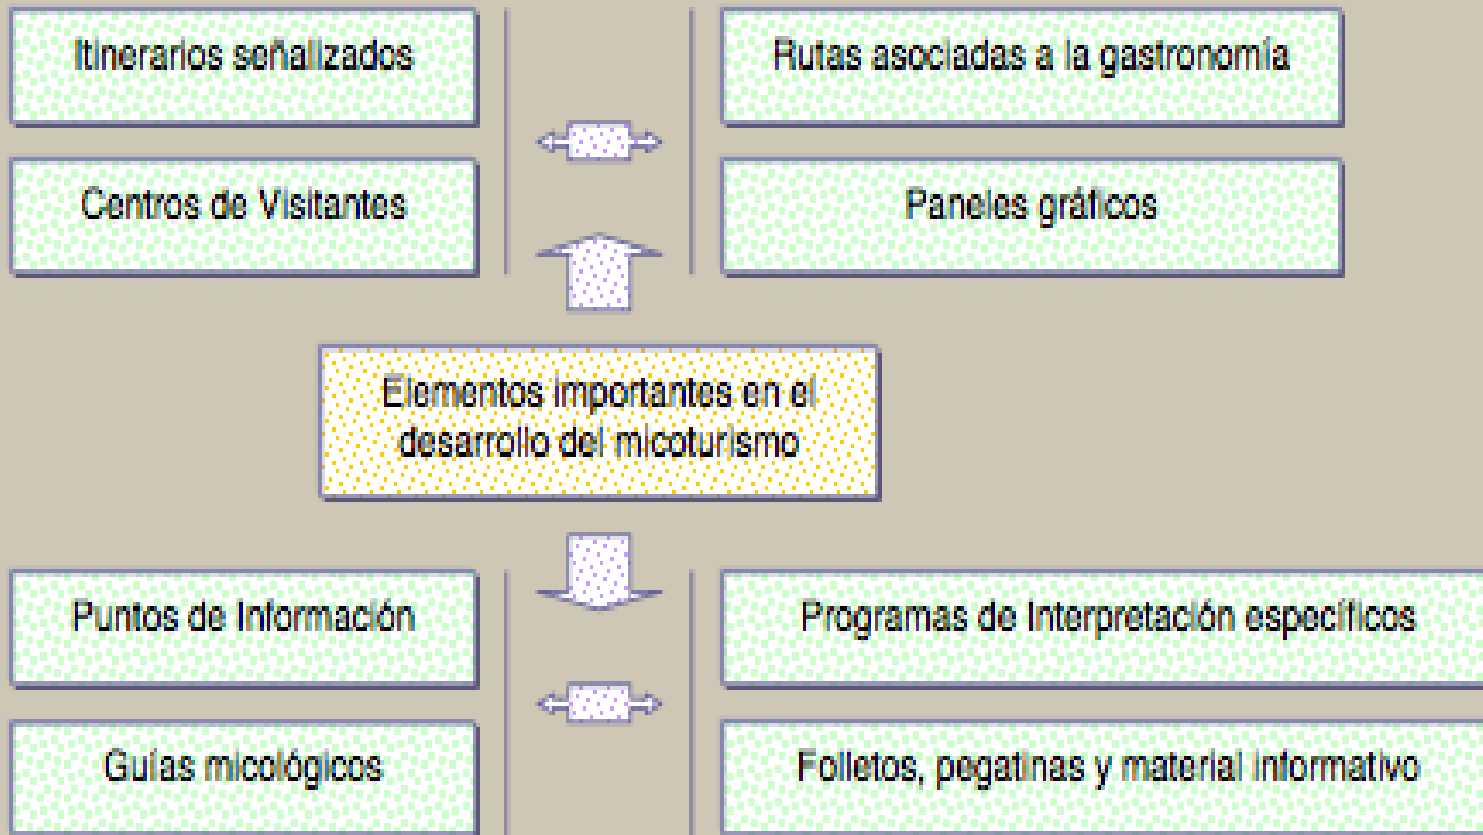 Itinerarios señalizados
Rutas asociadas a la gastronomía
Centros de Visitantes
Paneles gráficos
Elementos importantes en el
desarrollo del micoturismo
Puntos de Información
Programas de Interpretación específicos
Guías micológicos
Folletos, pegatinas y material informativo